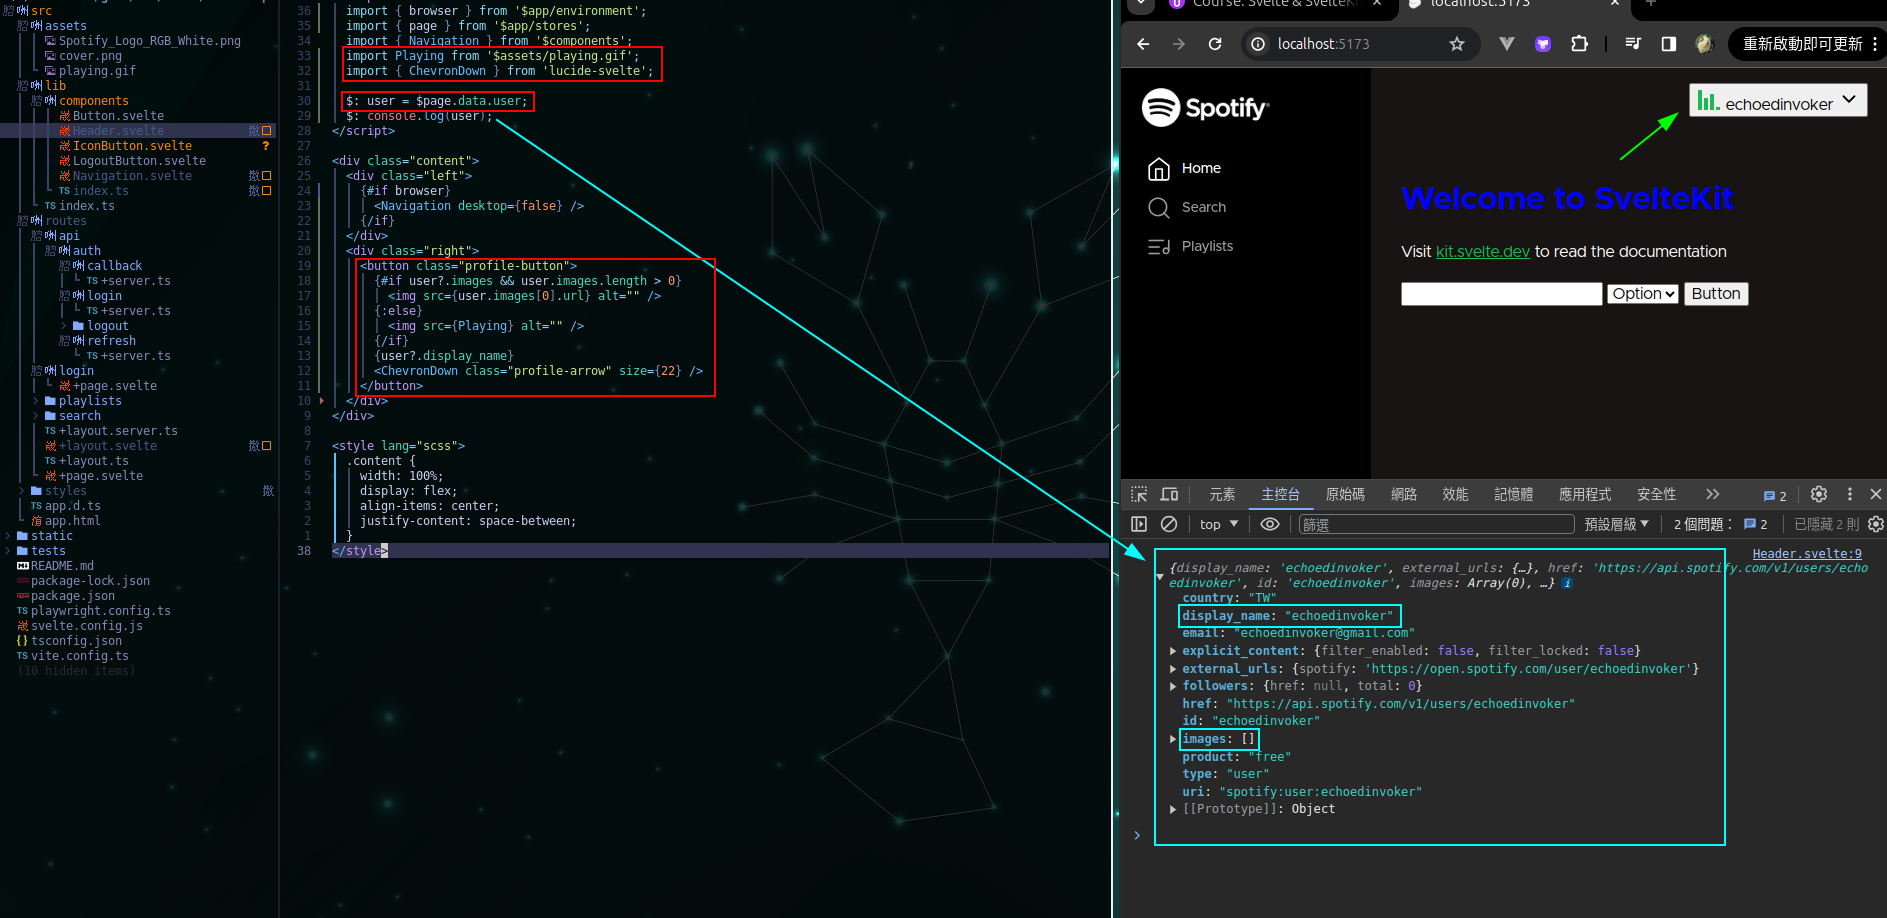 src
assets
Spotify_Logo_RGB_White.png
cover.png
playing.gif
lib
components
Button.svelte
Header.svelte
IconButton.svelte ?
LogoutButton.svelte
Navigation.svelte
TS index.ts
TS index.ts
routes
api
auth
callback
TS +server.ts
login
TS +server.ts
logout
refresh
TS +server.ts
login
+page.svelte
playlists
search
TS +layout.server.ts
+layout.svelte
TS +layout.ts
+page.svelte
styles
TS app.d.ts
app.html
static
tests
README.md
package-lock.json
package.json
TS playwright.config.ts
svelte.config.js
{} tsconfig.json
TS vite.config.ts
(10 hidden items)
36 import { browser } from '$app/environment';
35 import { page } from '$app/stores';
34 import { Navigation } from '$components';
33 import Playing from '$assets/playing.gif';
32 import { ChevronDown } from 'lucide-svelte';
31
30 $: user = $page.data.user;
29 $: console.log(user);
28 </script>
27
26 <div class="content">
25 <div class="left">
24 {#if browser}
23 <Navigation desktop={false} />
22 {/if}
21 </div>
20 <div class="right">
19 <button class="profile-button">
18 {#if user?.images && user.images.length > 0}
17 <img src={user.images[0].url} alt="" />
16 {:else}
15 <img src={Playing} alt="" />
14 {/if}
13 {user?.display_name}
12 <ChevronDown class="profile-arrow" size={22} />
11 </button>
10 </div>
9 </div>
8
7 <style lang="scss">
6 .content {
5 width: 100%;
4 display: flex;
3 align-items: center;
2 justify-content: space-between;
1 }
38 </style>
Course: Svelte & SvelteKi
localhost:5173
localhost:5173
重新啟動即可更新
Spotify
echoedinvoker
Home
Search
Playlists
Welcome to SvelteKit
Visit kit.svelte.dev to read the documentation
Option Button
元素 主控台 原始碼 網路 效能 記憶體 應用程式 安全性 2
top 篩選 預設層級 2 個問題： 2 已隱藏 2 則
Header.svelte:9
{display_name: 'echoedinvoker', external_urls: {…}, href: 'https://api.spotify.com/v1/users/echo
edinvoker', id: 'echoedinvoker', images: Array(0), …} i
country: "TW"
display_name: "echoedinvoker"
email: "echoedinvoker@gmail.com"
explicit_content: {filter_enabled: false, filter_locked: false}
external_urls: {spotify: 'https://open.spotify.com/user/echoedinvoker'}
followers: {href: null, total: 0}
href: "https://api.spotify.com/v1/users/echoedinvoker"
id: "echoedinvoker"
images: []
product: "free"
type: "user"
uri: "spotify:user:echoedinvoker"
[[Prototype]]: Object